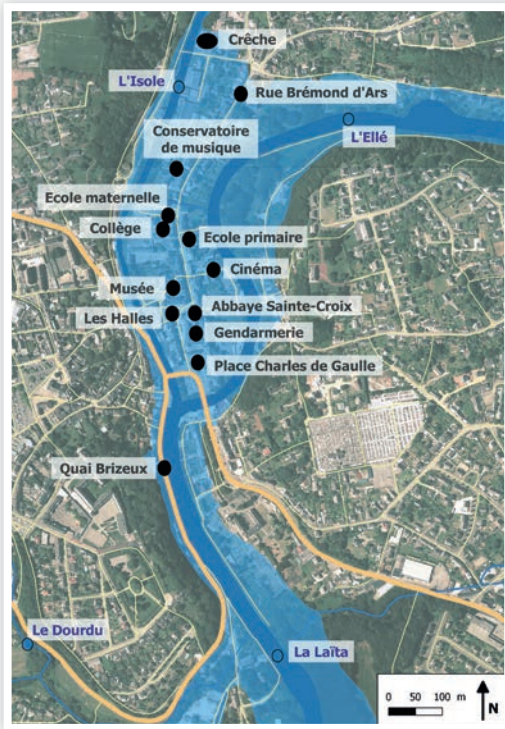 Crêche
L'Isole
Rue Brémond d'Ars
L'Ellé
Conservatoire
de musique
Ecole maternelle
Collège
Ecole primaire
Cinéma
Musée
Les Halles
Abbaye Sainte-Croix
Gendarmerie
Place Charles de Gaulle
Quai Brizeux
Le Dourdu
La Laïta
0 50 100 m
N